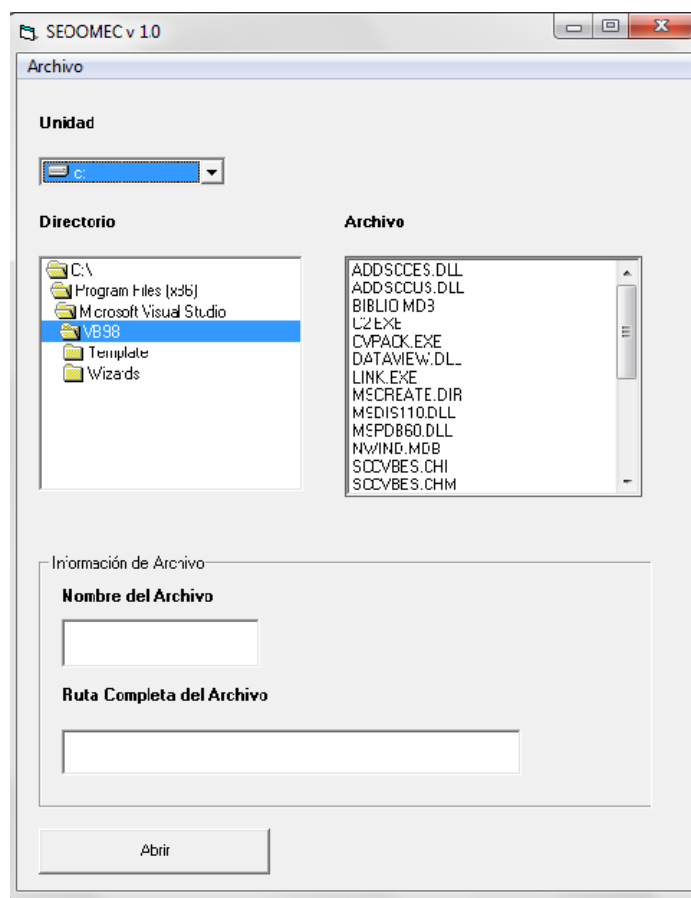 SEDOMEC v 1.0
Archivo
Unidad
c:
Directorio
Archivo
C:\
Program Files (x86)
Microsoft Visual Studio
VB98
Template
Wizards
ADDSCCES.DLL
ADDSCCUS.DLL
BIBLIO.MDB
C2.EXE
CVPACK.EXE
DATAVIEW.DLL
LINK.EXE
MSCREATE.DIR
MSDIS110.DLL
MSPDB60.DLL
NWIND.MDB
SCCVBES.CHI
SCCVBES.CHM
Información de Archivo
Nombre del Archivo
Ruta Completa del Archivo
Abrir